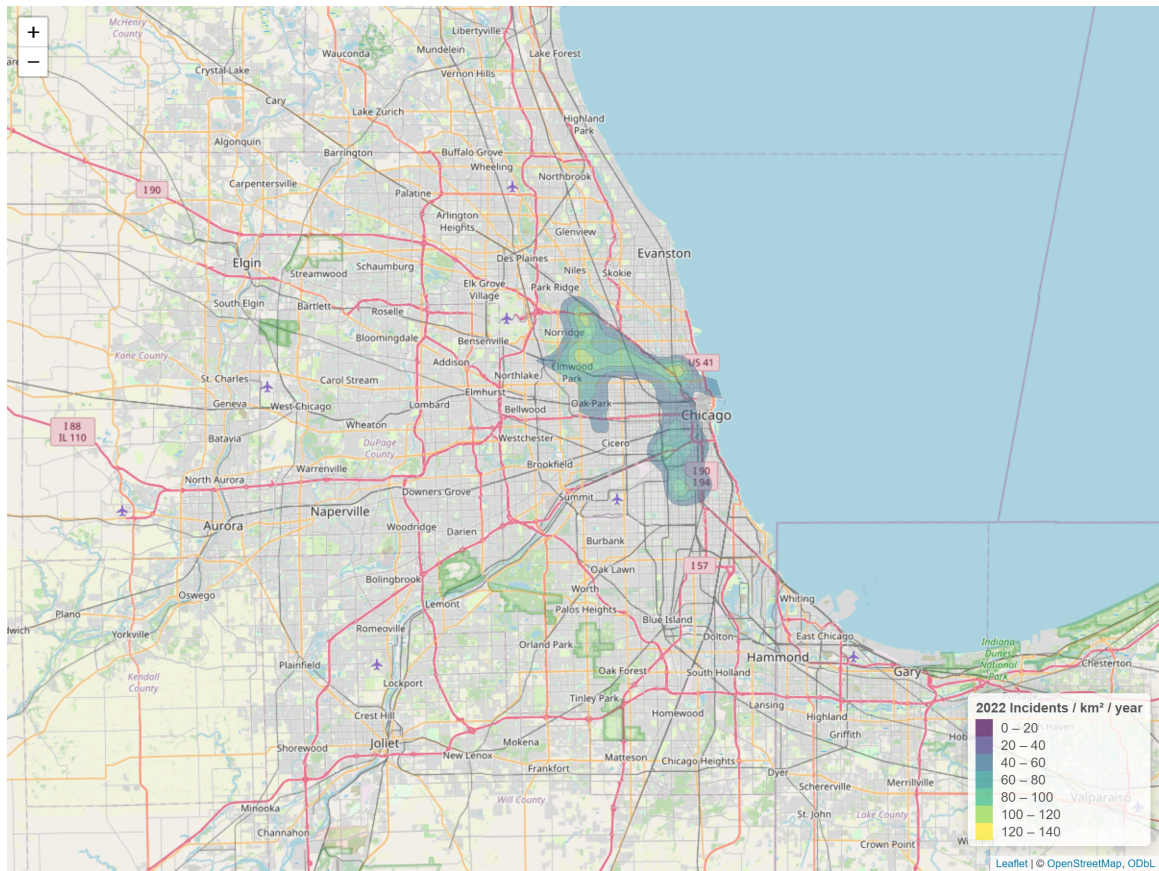 +
−
McHenry
County
Libertyville
Wauconda
Mundelein
Lake Forest
Crystal Lake
Vernon Hills
Cary
Lake Zurich
Highland
Park
Algonquin
Barrington
Buffalo Grove
Wheeling
Northbrook
I 90
Carpentersville
Palatine
Arlington
Heights
Glenview
Evanston
Des Plaines
Elgin
Streamwood
Schaumburg
Niles
Skokie
Elk Grove
Village
Park Ridge
South Elgin
Bartlett
Roselle
Norridge
Bloomingdale
Bensenville
Kane County
Addison
US 41
Elmwood
Park
St. Charles
Carol Stream
Northlake
Elmhurst
Geneva
West Chicago
Lombard
Bellwood
Oak Park
Chicago
I 88
IL 110
Wheaton
Batavia
DuPage
County
Westchester
Cicero
Warrenville
Brookfield
I 90
I 94
North Aurora
Downers Grove
Summit
Aurora
Naperville
Woodridge
Darien
Burbank
Bolingbrook
Oak Lawn
I 57
Oswego
Lemont
Worth
Whiting
Plano
Palos Heights
Yorkville
Romeoville
Blue Island
Dolton
East Chicago
Orland Park
Indiana
Dunes
National
Park
Hammond
Plainfield
Oak Forest
South Holland
Gary
Chesterton
Kendall
County
Lockport
Tinley Park
Lansing
Crest Hill
Homewood
Highland
Griffith
Joliet
Mokena
Shorewood
New Lenox
Frankfort
Matteson
Chicago Heights
Dyer
Schererville
Merrillville
Valparaiso
Minooka
Will County
St. John
Lake County
Channahon
Crown Point
2022 Incidents / km² / year
0 – 20
20 – 40
40 – 60
60 – 80
80 – 100
100 – 120
120 – 140
Leaflet | © OpenStreetMap, ODbL